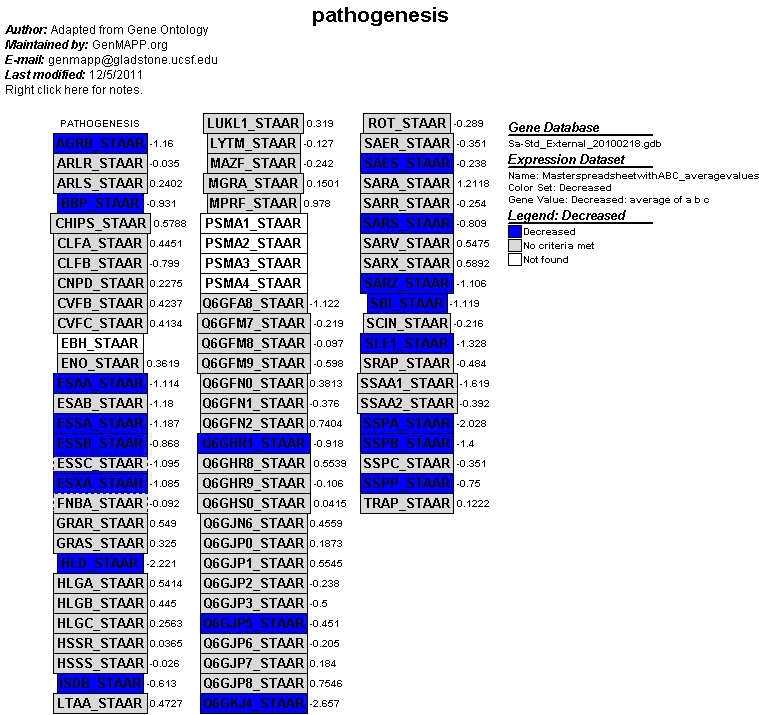 pathogenesis
Author: Adapted from Gene Ontology
Maintained by: GenMAPP.org
E-mail: genmapp@gladstone.ucsf.edu
Last modified: 12/5/2011
Right click here for notes.
PATHOGENESIS
AGRB_STAAR -1.16
ARLR_STAAR -0.035
ARLS_STAAR 0.2402
BBP_STAAR -0.931
CHIPS_STAAR 0.5788
CLFA_STAAR 0.4451
CLFB_STAAR -0.799
CNPD_STAAR 0.2275
CVFB_STAAR 0.4237
CVFC_STAAR 0.4134
EBH_STAAR
ENO_STAAR 0.3619
ESAA_STAAR -1.114
ESAB_STAAR -1.18
ESSA_STAAR -1.187
ESSB_STAAR -0.868
ESSC_STAAR -1.095
ESXA_STAAR -1.085
FNBA_STAAR -0.092
GRAR_STAAR 0.549
GRAS_STAAR 0.325
HLD_STAAR -2.221
HLGA_STAAR 0.5414
HLGB_STAAR 0.445
HLGC_STAAR 0.2563
HSSR_STAAR 0.0365
HSSS_STAAR -0.026
ISDB_STAAR -0.613
LTAA_STAAR 0.4727
LUKL1_STAAR 0.319
LYTM_STAAR -0.127
MAZF_STAAR -0.242
MGRA_STAAR 0.1501
MPRF_STAAR 0.978
PSMA1_STAAR
PSMA2_STAAR
PSMA3_STAAR
PSMA4_STAAR
Q6GFA8_STAAR -1.122
Q6GFM7_STAAR -0.219
Q6GFM8_STAAR -0.097
Q6GFM9_STAAR -0.598
Q6GFN0_STAAR 0.3813
Q6GFN1_STAAR -0.376
Q6GFN2_STAAR 0.7404
Q6GHR1_STAAR -0.918
Q6GHR8_STAAR 0.5539
Q6GHR9_STAAR -0.106
Q6GHS0_STAAR 0.0415
Q6GJN6_STAAR 0.4559
Q6GJP0_STAAR 0.1873
Q6GJP1_STAAR 0.5545
Q6GJP2_STAAR -0.238
Q6GJP3_STAAR -0.5
Q6GJP5_STAAR -0.451
Q6GJP6_STAAR -0.205
Q6GJP7_STAAR 0.184
Q6GJP8_STAAR 0.7546
Q6GKJ4_STAAR -2.657
ROT_STAAR -0.289
SAER_STAAR -0.351
SAES_STAAR -0.238
SARA_STAAR 1.2118
SARR_STAAR -0.254
SARS_STAAR -0.809
SARV_STAAR 0.5475
SARX_STAAR 0.5892
SARZ_STAAR -1.106
SBI_STAAR -1.119
SCIN_STAAR -0.216
SLE1_STAAR -1.328
SRAP_STAAR -0.484
SSAA1_STAAR -1.619
SSAA2_STAAR -0.392
SSPA_STAAR -2.028
SSPB_STAAR -1.4
SSPC_STAAR -0.351
SSPP_STAAR -0.75
TRAP_STAAR 0.1222
Gene Database
Sa-Std_External_20100218.gdb
Expression Dataset
Name: MasterspreadsheetwithABC_averagevalues
Color Set: Decreased
Gene Value: Decreased: average of a b c
Legend: Decreased
Decreased
No criteria met
Not found